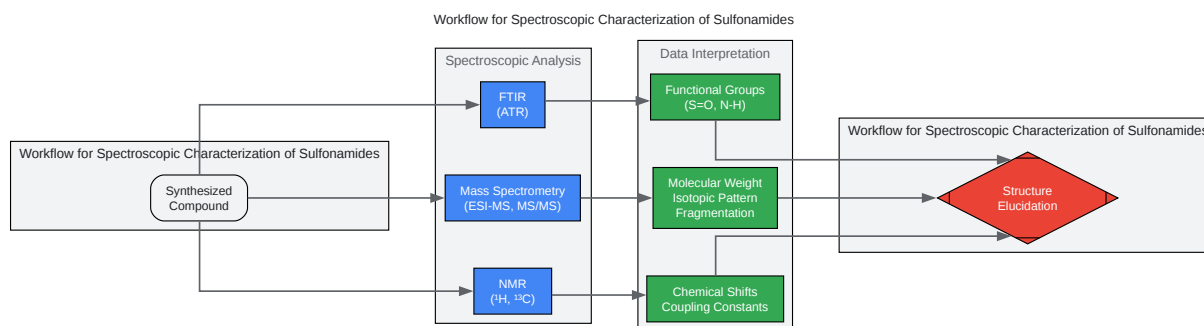 Workflow for Spectroscopic Characterization of Sulfonamides
Spectroscopic Analysis
Data Interpretation
FTIR
(ATR)
Functional Groups
(S=O, N-H)
Workflow for Spectroscopic Characterization of Sulfonamides
Workflow for Spectroscopic Characterization of Sulfonamides
Synthesized
Compound
Mass Spectrometry
(ESI-MS, MS/MS)
Molecular Weight
Isotopic Pattern
Fragmentation
Structure
Elucidation
NMR
(¹H, ¹³C)
Chemical Shifts
Coupling Constants